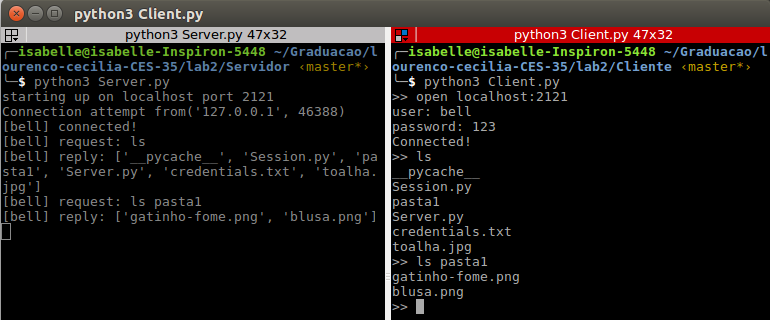 python3 Client.py
python3 Server.py 47x32
┌─isabelle@isabelle-Inspiron-5448 ~/Graduacao/l
ourenco-cecilia-CES-35/lab2/Servidor ‹master*›
└─$ python3 Server.py
starting up on localhost port 2121
Connection attempt from('127.0.0.1', 46388)
[bell] connected!
[bell] request: ls
[bell] reply: ['__pycache__', 'Session.py', 'pa
sta1', 'Server.py', 'credentials.txt', 'toalha.
jpg']
[bell] request: ls pasta1
[bell] reply: ['gatinho-fome.png', 'blusa.png']
python3 Client.py 47x32
┌─isabelle@isabelle-Inspiron-5448 ~/Graduacao/l
ourenco-cecilia-CES-35/lab2/Cliente ‹master*›
└─$ python3 Client.py
>> open localhost:2121
user: bell
password: 123
Connected!
>> ls
__pycache__
Session.py
pasta1
Server.py
credentials.txt
toalha.jpg
>> ls pasta1
gatinho-fome.png
blusa.png
>>